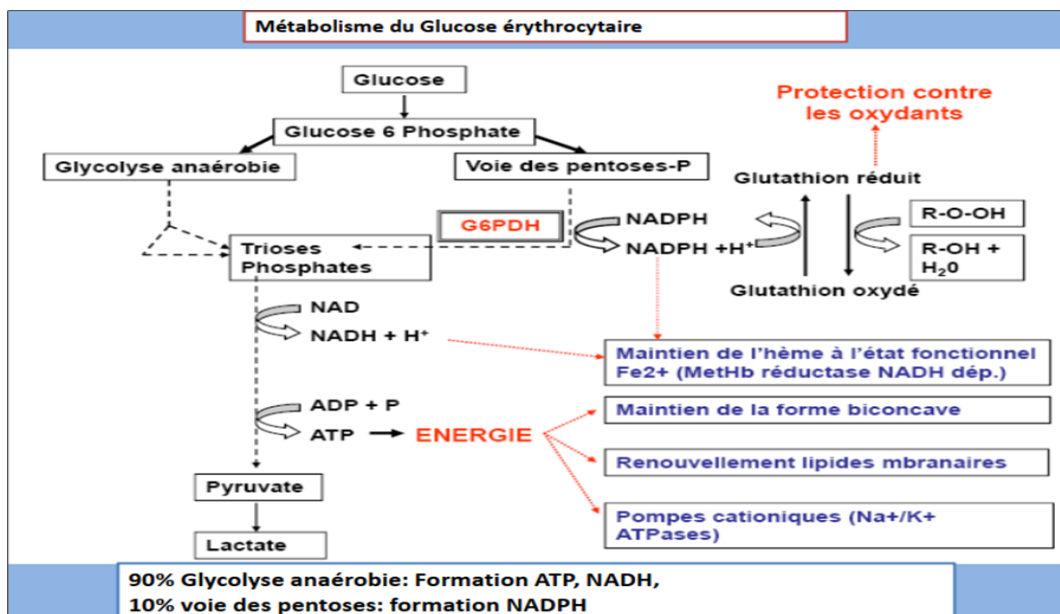 Métabolisme du Glucose érythrocytaire
Glucose
Glucose 6 Phosphate
Glycolyse anaérobie
Voie des pentoses-P
Protection contre
les oxydants
Glutathion réduit
G6PDH
NADPH
NADPH +H⁺
R-O-OH
R-OH +
H₂0
Trioses
Phosphates
Glutathion oxydé
NAD
NADH + H⁺
Maintien de l'hème à l'état fonctionnel
Fe2+ (MetHb réductase NADH dép.)
ADP + P
ATP
ENERGIE
Maintien de la forme biconcave
Renouvellement lipides mbranaires
Pyruvate
Pompes cationiques (Na+/K+
ATPases)
Lactate
90% Glycolyse anaérobie: Formation ATP, NADH,
10% voie des pentoses: formation NADPH